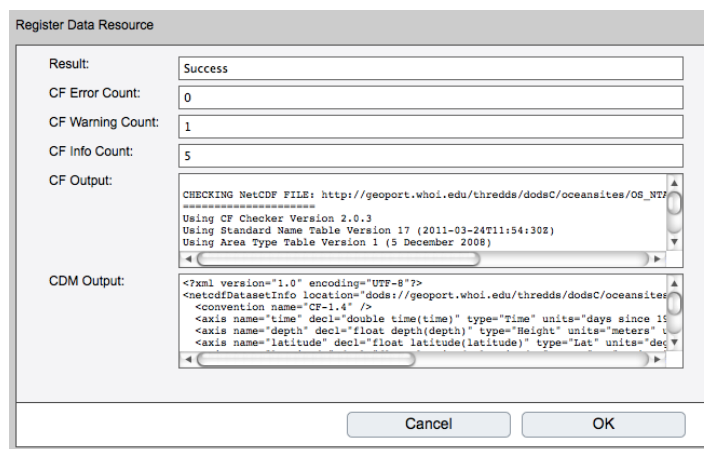 Register Data Resource
Result:
Success
CF Error Count:
0
CF Warning Count:
1
CF Info Count:
5
CF Output:
CHECKING NetCDF FILE: http://geoport.whoi.edu/thredds/dodsC/oceansites/OS_NTA
=====================
Using CF Checker Version 2.0.3
Using Standard Name Table Version 17 (2011-03-24T11:54:30Z)
Using Area Type Table Version 1 (5 December 2008)
CDM Output:
<?xml version="1.0" encoding="UTF-8"?>
<netcdfDatasetInfo location="dods://geoport.whoi.edu/thredds/dodsC/oceansites
<convention name="CF-1.4" />
<axis name="time" decl="double time(time)" type="Time" units="days since 19
<axis name="depth" decl="float depth(depth)" type="Height" units="meters"
<axis name="latitude" decl="float latitude(latitude)" type="Lat" units="deg
Cancel
OK